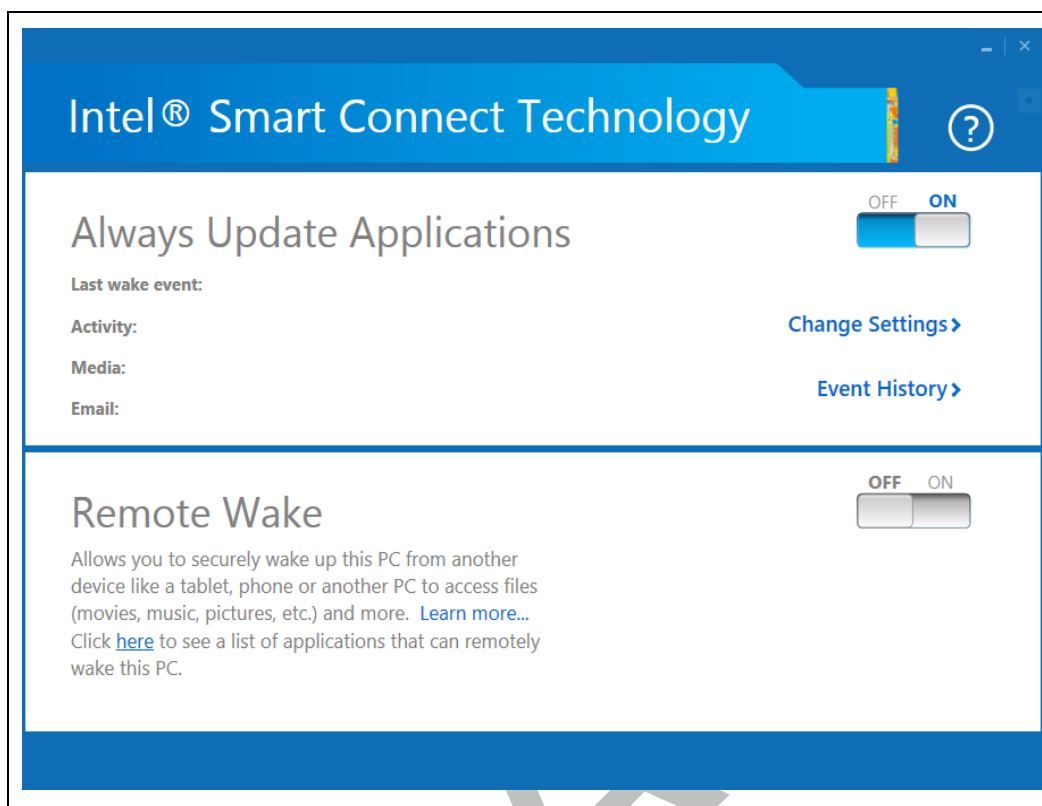 Intel® Smart Connect Technology
?
OFF ON
Always Update Applications
Last wake event:
Activity:
Change Settings>
Media:
Event History>
Email:
OFF ON
Remote Wake
Allows you to securely wake up this PC from another
device like a tablet, phone or another PC to access files
(movies, music, pictures, etc.) and more. Learn more...
Click here to see a list of applications that can remotely
wake this PC.